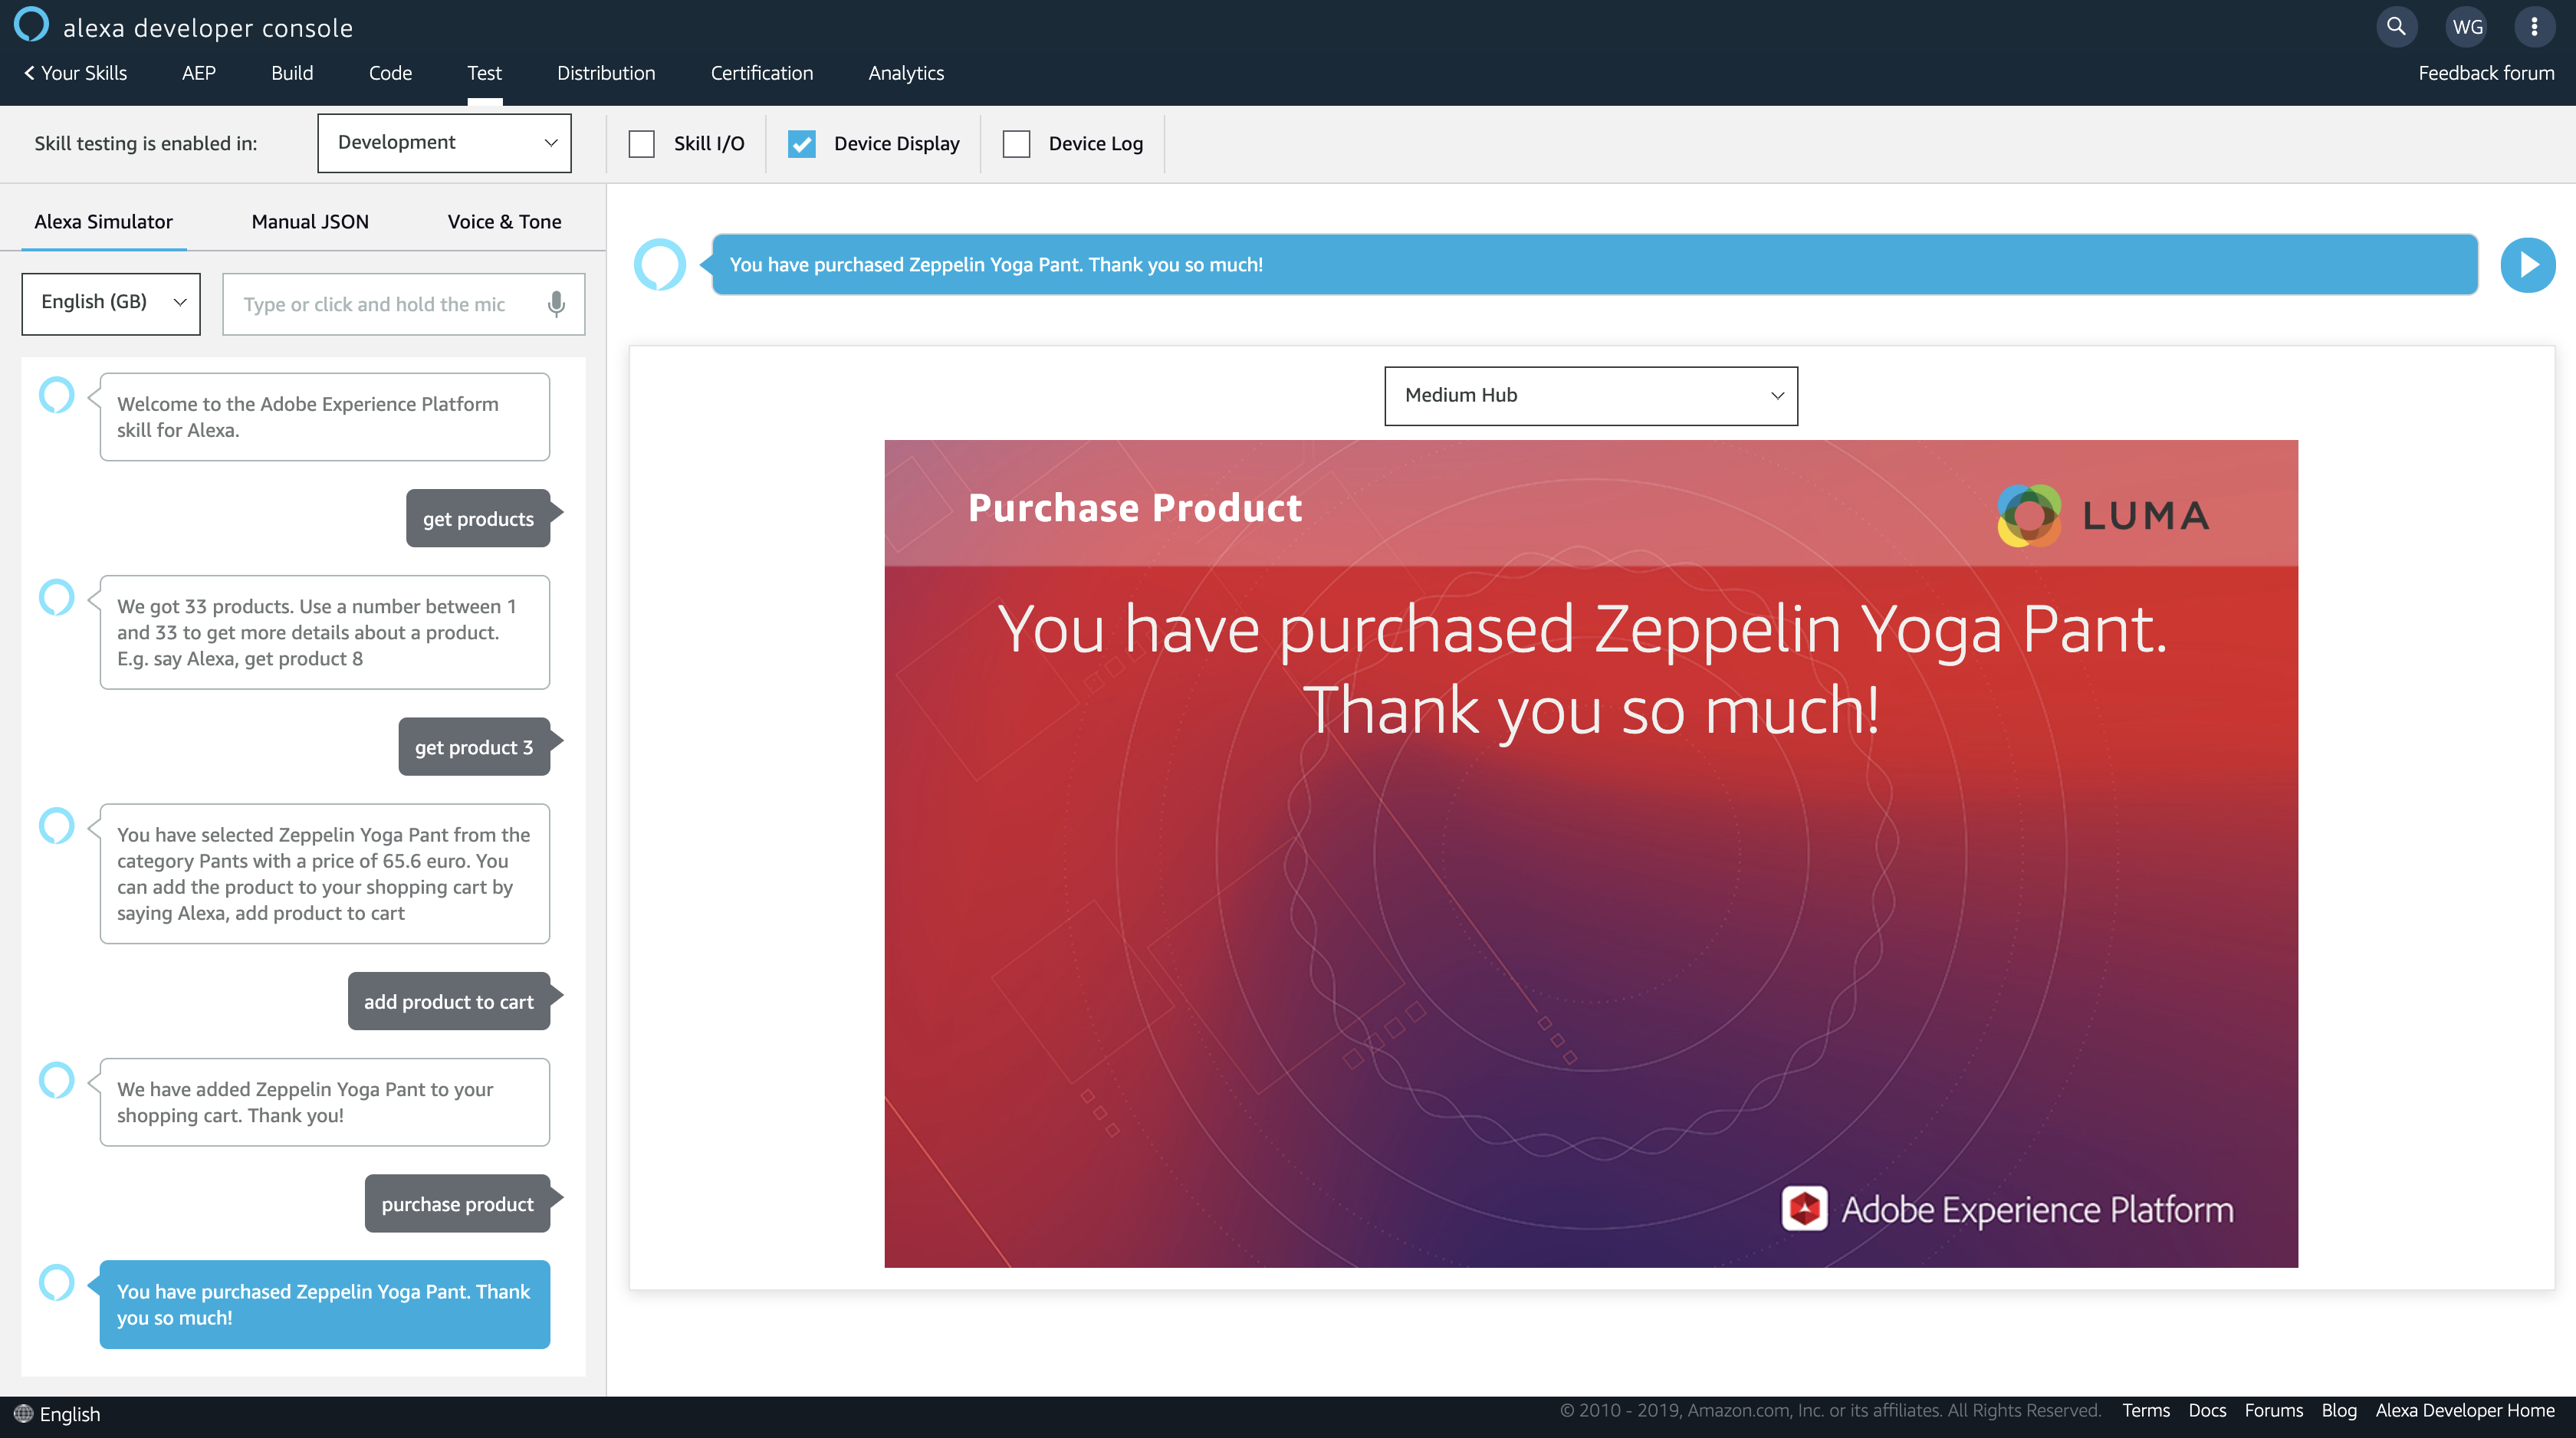 alexa developer console
WG
Your Skills
AEP
Build
Code
Test
Distribution
Certification
Analytics
Feedback forum
Skill testing is enabled in:
Development
Skill I/O
Device Display
Device Log
Alexa Simulator
Manual JSON
Voice & Tone
English (GB)
Type or click and hold the mic
Welcome to the Adobe Experience Platform
skill for Alexa.
get products
We got 33 products. Use a number between 1
and 33 to get more details about a product.
E.g. say Alexa, get product 8
get product 3
You have selected Zeppelin Yoga Pant from the
category Pants with a price of 65.6 euro. You
can add the product to your shopping cart by
saying Alexa, add product to cart
add product to cart
We have added Zeppelin Yoga Pant to your
shopping cart. Thank you!
purchase product
You have purchased Zeppelin Yoga Pant. Thank
you so much!
You have purchased Zeppelin Yoga Pant. Thank you so much!
Medium Hub
Purchase Product
LUMA
You have purchased Zeppelin Yoga Pant.
Thank you so much!
Adobe Experience Platform
English
© 2010 - 2019, Amazon.com, Inc. or its affiliates. All Rights Reserved.
Terms
Docs
Forums
Blog
Alexa Developer Home